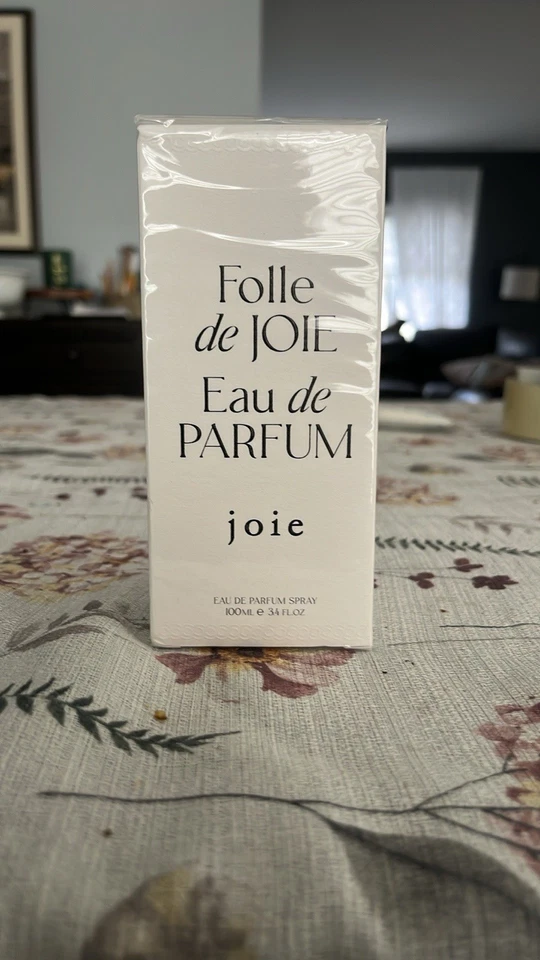 Folle
de JOIE
Eau de
PARFUM
joie
EAU DE PARFUM SPRAY
100ML e 3.4 FL.OZ